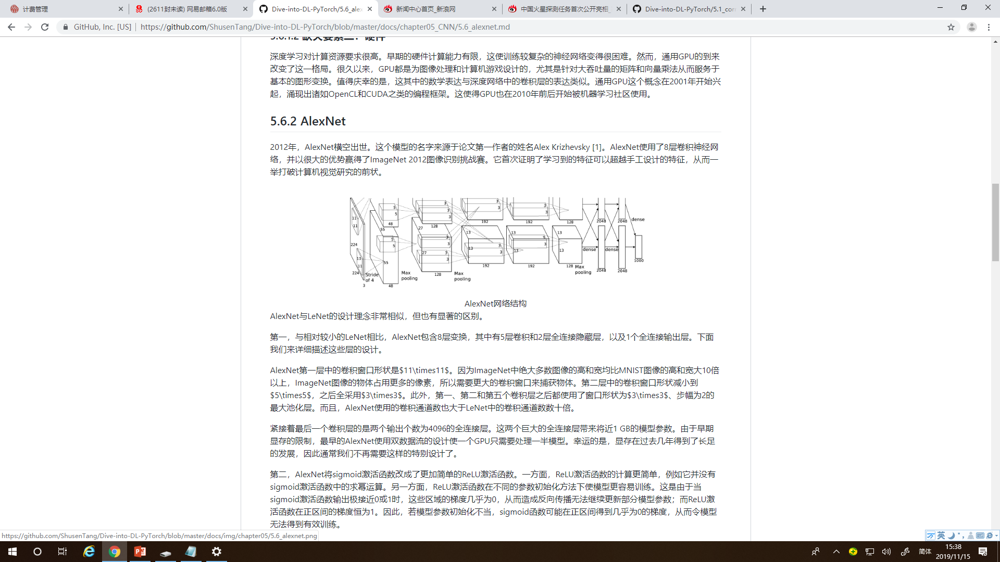 计费管理
(2611封未读) 网易邮箱6.0版
Dive-into-DL-PyTorch/5.6_alex
新闻中心首页_新浪网
中国火星探测任务首次公开亮相_
Dive-into-DL-PyTorch/5.1_cor
GitHub, Inc. [US] | https://github.com/ShusenTang/Dive-into-DL-PyTorch/blob/master/docs/chapter05_CNN/5.6_alexnet.md
5.6.1.2 缺失要素二：硬件
深度学习对计算资源要求很高。早期的硬件计算能力有限，这使训练较复杂的神经网络变得很困难。然而，通用GPU的到来
改变了这一格局。很久以来，GPU都是为图像处理和计算机游戏设计的，尤其是针对大吞吐量的矩阵和向量乘法从而服务于
基本的图形变换。值得庆幸的是，这其中的数学表达与深度网络中的卷积层的表达类似。通用GPU这个概念在2001年开始兴
起，涌现出诸如OpenCL和CUDA之类的编程框架。这使得GPU也在2010年前后开始被机器学习社区使用。
5.6.2 AlexNet
2012年，AlexNet横空出世。这个模型的名字来源于论文第一作者的姓名Alex Krizhevsky [1]。AlexNet使用了8层卷积神经网
络，并以很大的优势赢得了ImageNet 2012图像识别挑战赛。它首次证明了学习到的特征可以超越手工设计的特征，从而一
举打破计算机视觉研究的前状。
11
11
5
5
48
55
3
3
3
27
128
3
3
192
3
3
192
128
2048
2048
dense
224
11
11
224
3
Stride
of 4
5
5
55
48
Max
pooling
3
3
27
3
3
128
Max
pooling
13
13
3
3
192
13
13
3
3
192
13
13
128
Max
pooling
dense
2048
dense
2048
1000
AlexNet网络结构
AlexNet与LeNet的设计理念非常相似，但也有显著的区别。
第一，与相对较小的LeNet相比，AlexNet包含8层变换，其中有5层卷积和2层全连接隐藏层，以及1个全连接输出层。下面
我们来详细描述这些层的设计。
AlexNet第一层中的卷积窗口形状是$11\times11$。因为ImageNet中绝大多数图像的高和宽均比MNIST图像的高和宽大10倍
以上，ImageNet图像的物体占用更多的像素，所以需要更大的卷积窗口来捕获物体。第二层中的卷积窗口形状减小到
$5\times5$，之后全采用$3\times3$。此外，第一、第二和第五个卷积层之后都使用了窗口形状为$3\times3$、步幅为2的
最大池化层。而且，AlexNet使用的卷积通道数也大于LeNet中的卷积通道数数十倍。
紧接着最后一个卷积层的是两个输出个数为4096的全连接层。这两个巨大的全连接层带来将近1 GB的模型参数。由于早期
显存的限制，最早的AlexNet使用双数据流的设计使一个GPU只需要处理一半模型。幸运的是，显存在过去几年得到了长足
的发展，因此通常我们不再需要这样的特别设计了。
第二，AlexNet将sigmoid激活函数改成了更加简单的ReLU激活函数。一方面，ReLU激活函数的计算更简单，例如它并没有
sigmoid激活函数中的求幂运算。另一方面，ReLU激活函数在不同的参数初始化方法下使模型更容易训练。这是由于当
sigmoid激活函数输出极接近0或1时，这些区域的梯度几乎为0，从而造成反向传播无法继续更新部分模型参数；而ReLU激
活函数在正区间的梯度恒为1。因此，若模型参数初始化不当，sigmoid函数可能在正区间得到几乎为0的梯度，从而令模型
无法得到有效训练。
https://github.com/ShusenTang/Dive-into-DL-PyTorch/blob/master/docs/img/chapter05/5.6_alexnet.png
英
简体
15:38
2019/11/15